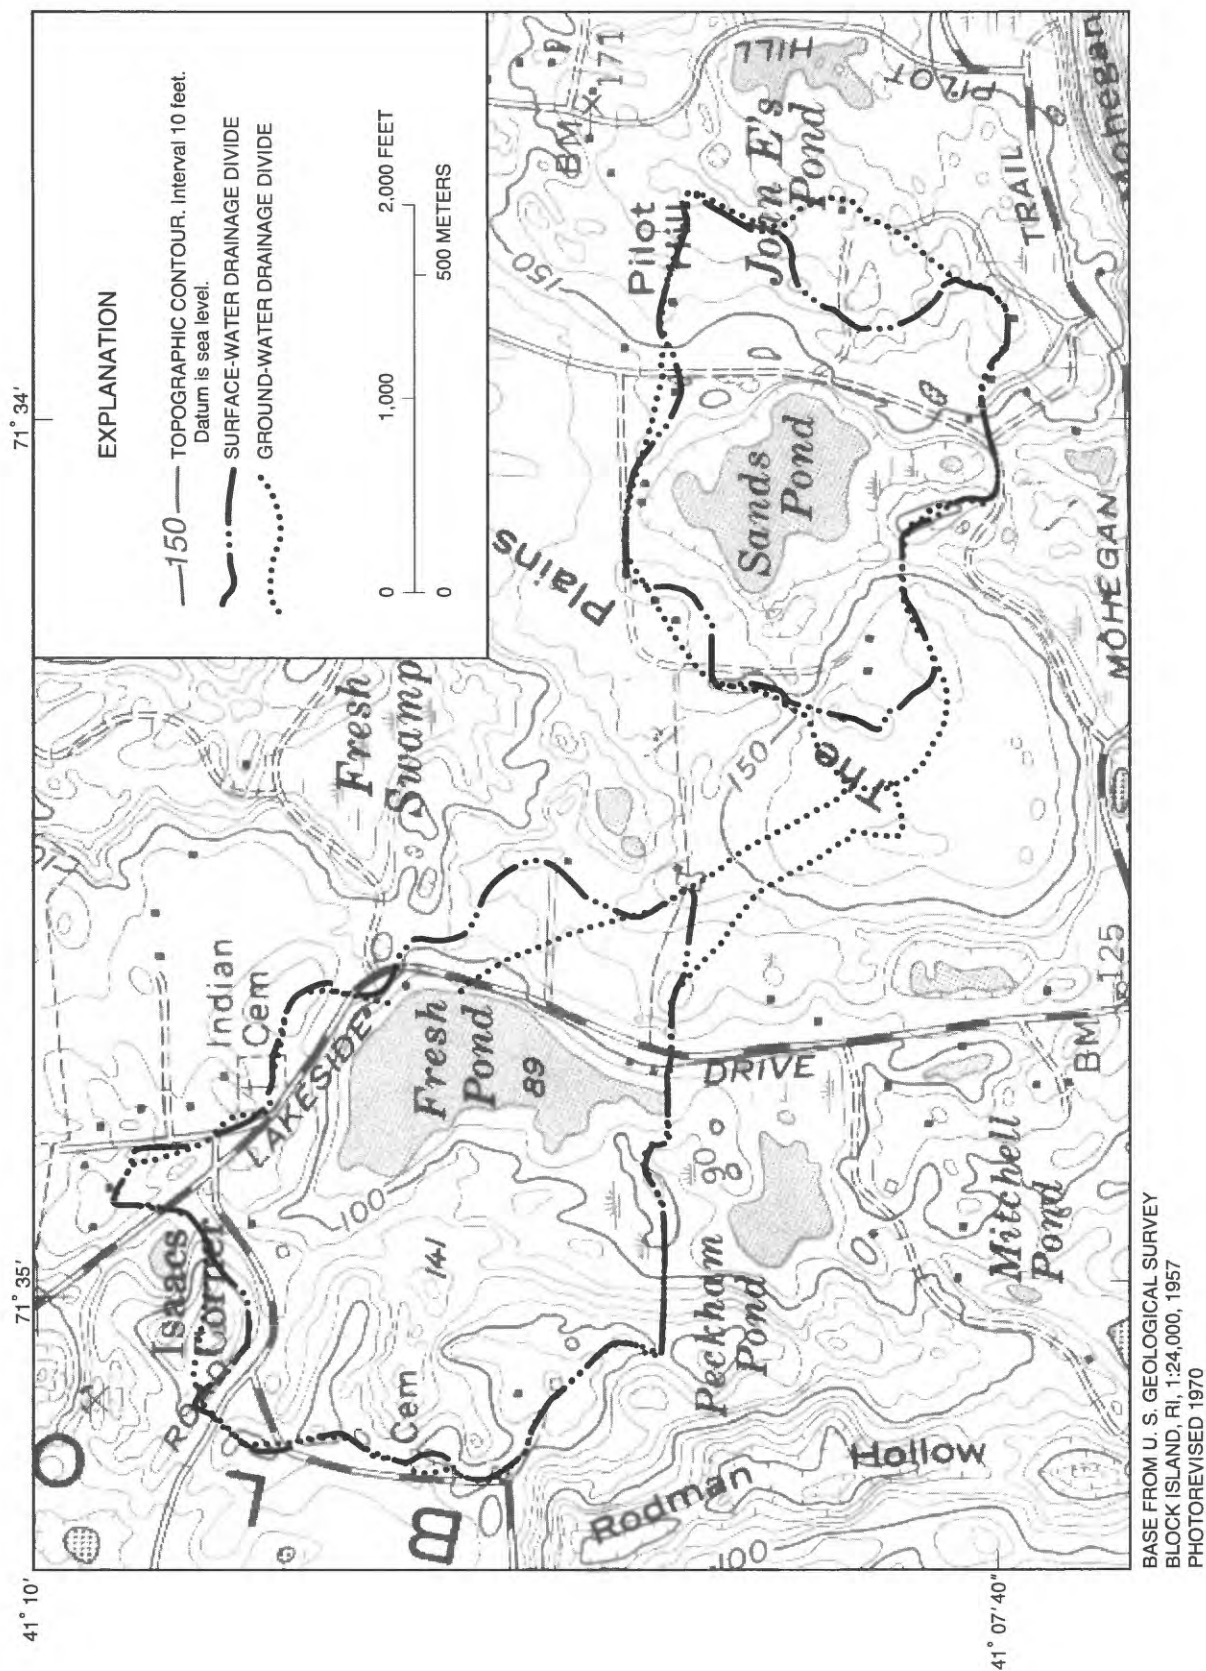 71° 35'
71° 34'
41° 10'
41° 07'40"
EXPLANATION
150 TOPOGRAPHIC CONTOUR. Interval 10 feet.
Datum is sea level.
SURFACE-WATER DRAINAGE DIVIDE
GROUND-WATER DRAINAGE DIVIDE
0 1,000 2,000 FEET
0 500 METERS
Isaacs
Corner
ROAD
O
L
B
Cem
Indian
Cem
LAKESIDE
DRIVE
Fresh
Pond
89
100
141
Fresh
Swamp
90
Peckham
Pond
Mitchell
Pond
BM 125
Rodman
Hollow
100
The
Plains
150
Sands
Pond
Pilot
Hill
150
BM
171
John E's
Pond
PILOT
HILL
TRAIL
MOHEGAN
Mohegan
BASE FROM U. S. GEOLOGICAL SURVEY
BLOCK ISLAND, RI, 1:24,000, 1957
PHOTOREVISED 1970